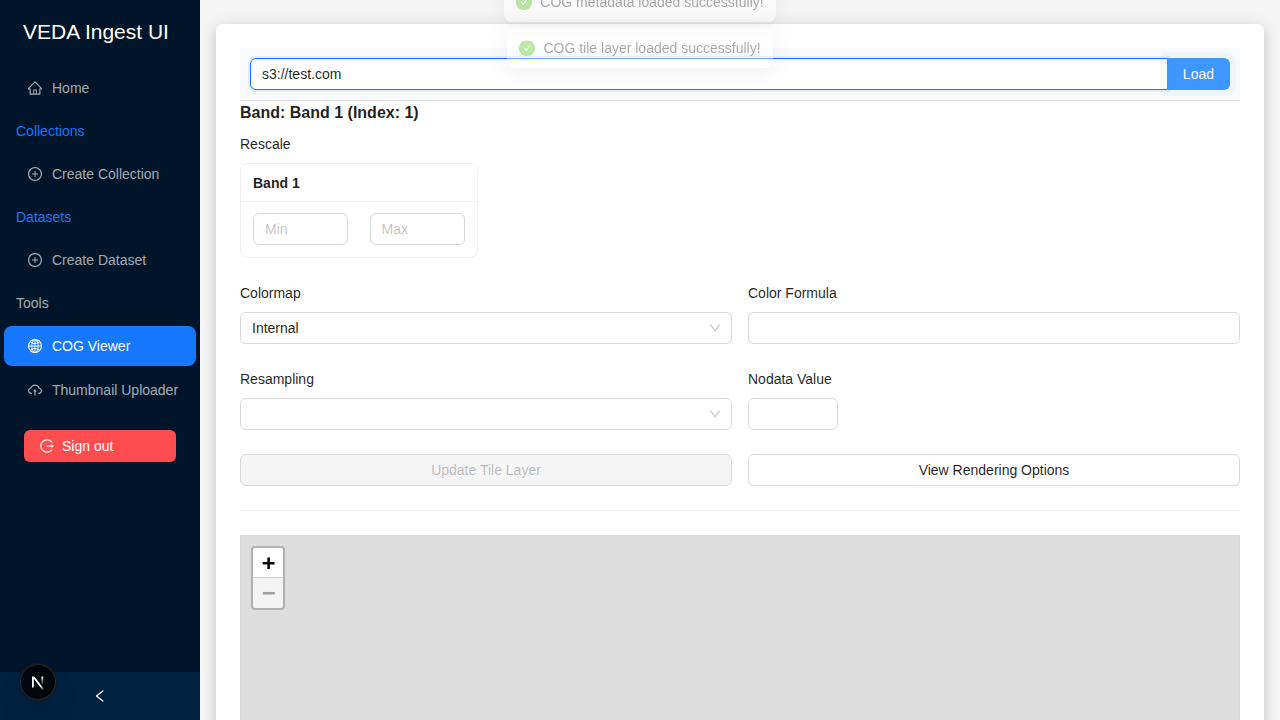 VEDA Ingest UI
Home
Collections
Create Collection
Datasets
Create Dataset
Tools
COG Viewer
Thumbnail Uploader
Sign out
COG metadata loaded successfully!
COG tile layer loaded successfully!
s3://test.com
Load
Band: Band 1 (Index: 1)
Rescale
Band 1
Min
Max
Colormap
Color Formula
Internal
Resampling
Nodata Value
Update Tile Layer
View Rendering Options
+
−
N